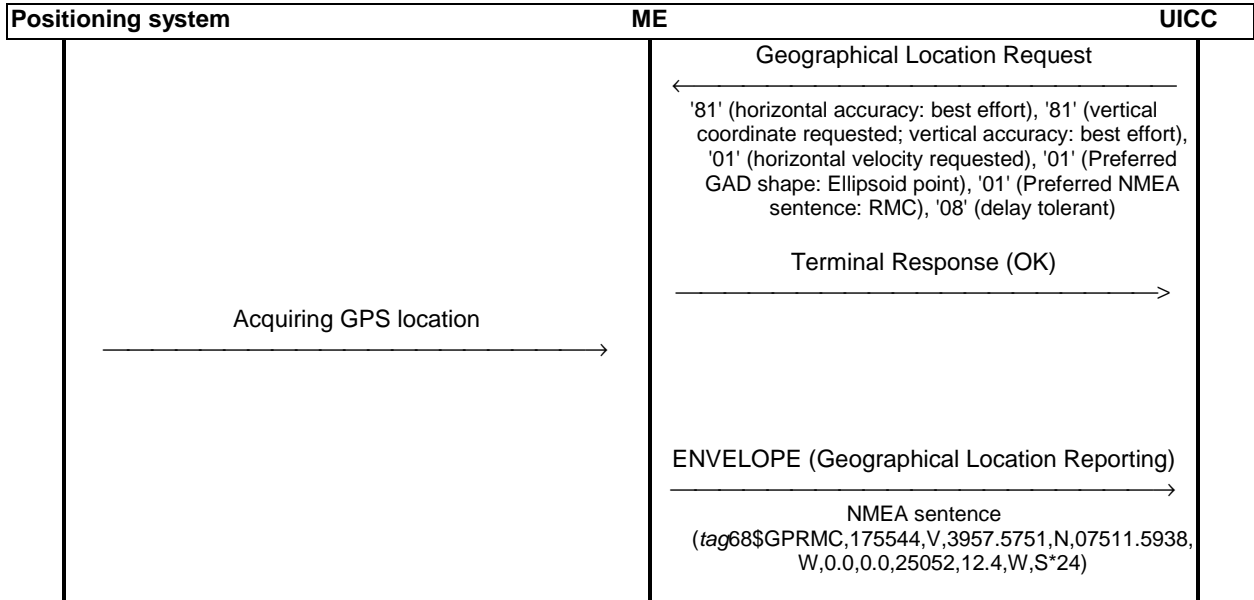 Positioning system ME UICC
Geographical Location Request
'81' (horizontal accuracy: best effort), '81' (vertical
coordinate requested; vertical accuracy: best effort),
'01' (horizontal velocity requested), '01' (Preferred
GAD shape: Ellipsoid point), '01' (Preferred NMEA
sentence: RMC), '08' (delay tolerant)
Terminal Response (OK)
Acquiring GPS location
ENVELOPE (Geographical Location Reporting)
NMEA sentence
(tag68$GPRMC,175544,V,3957.5751,N,07511.5938,
W,0.0,0.0,25052,12.4,W,S*24)